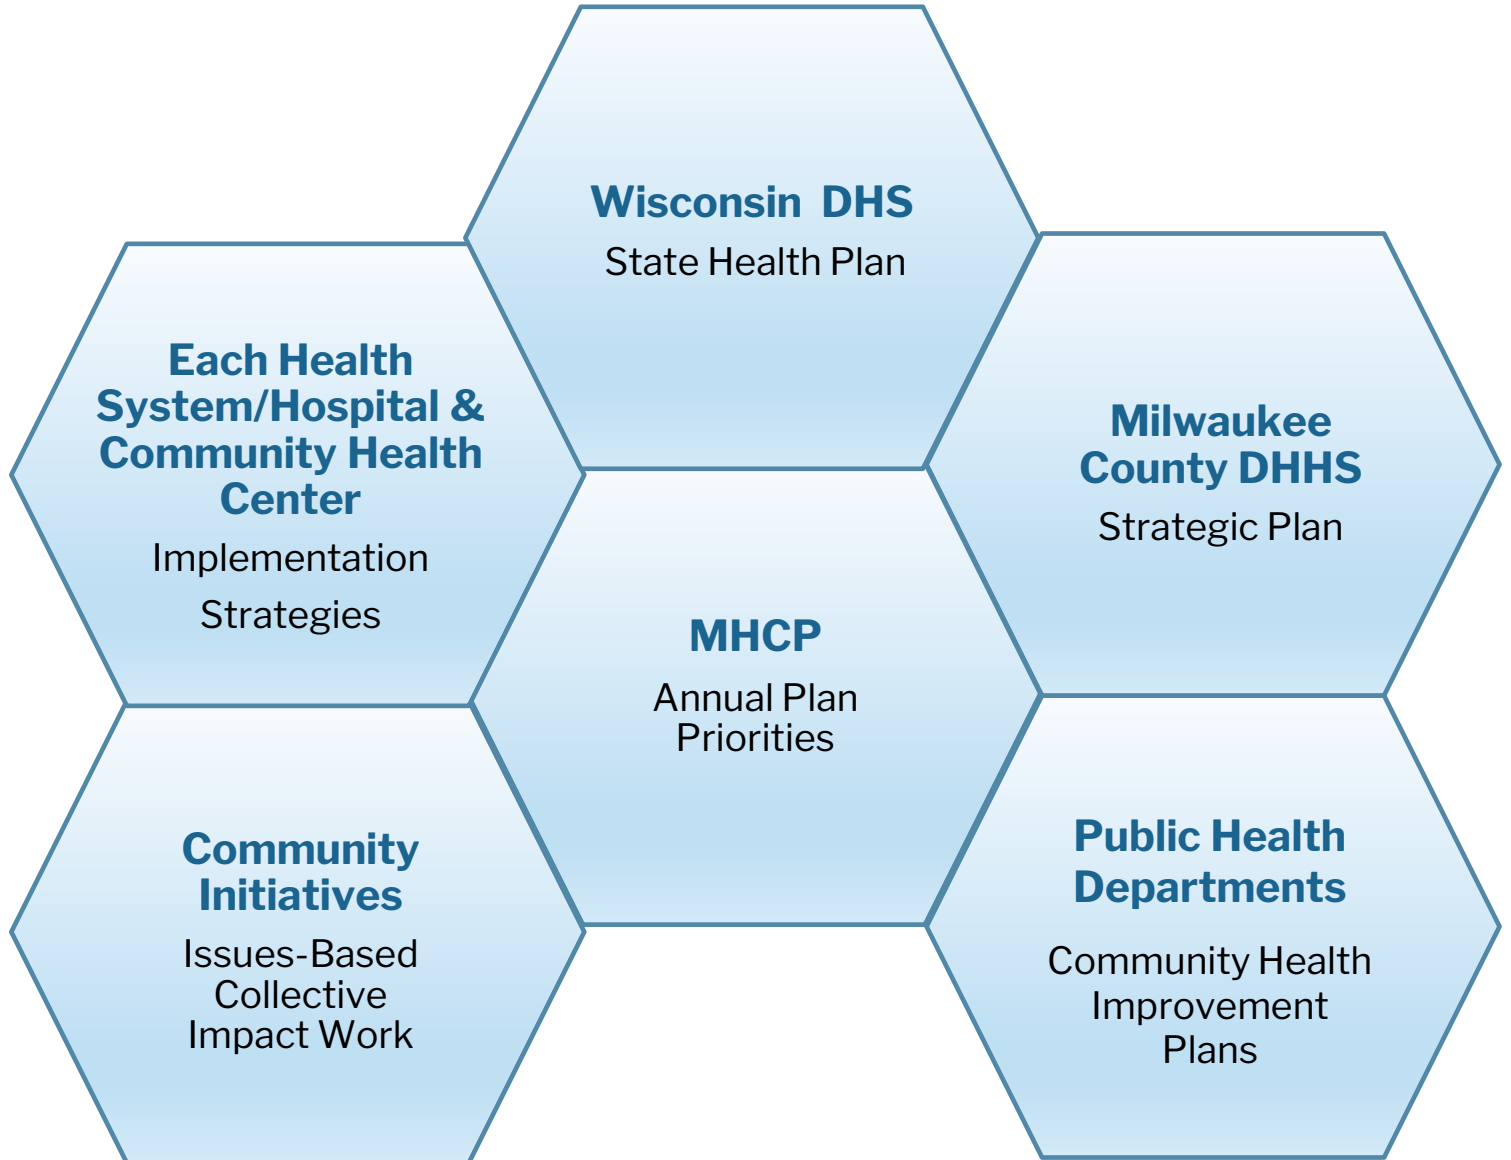 Wisconsin DHS
State Health Plan
Each Health
System/Hospital &
Community Health
Center
Implementation
Strategies
Milwaukee
County DHHS
Strategic Plan
MHCP
Annual Plan
Priorities
Community
Initiatives
Issues-Based
Collective
Impact Work
Public Health
Departments
Community Health
Improvement
Plans